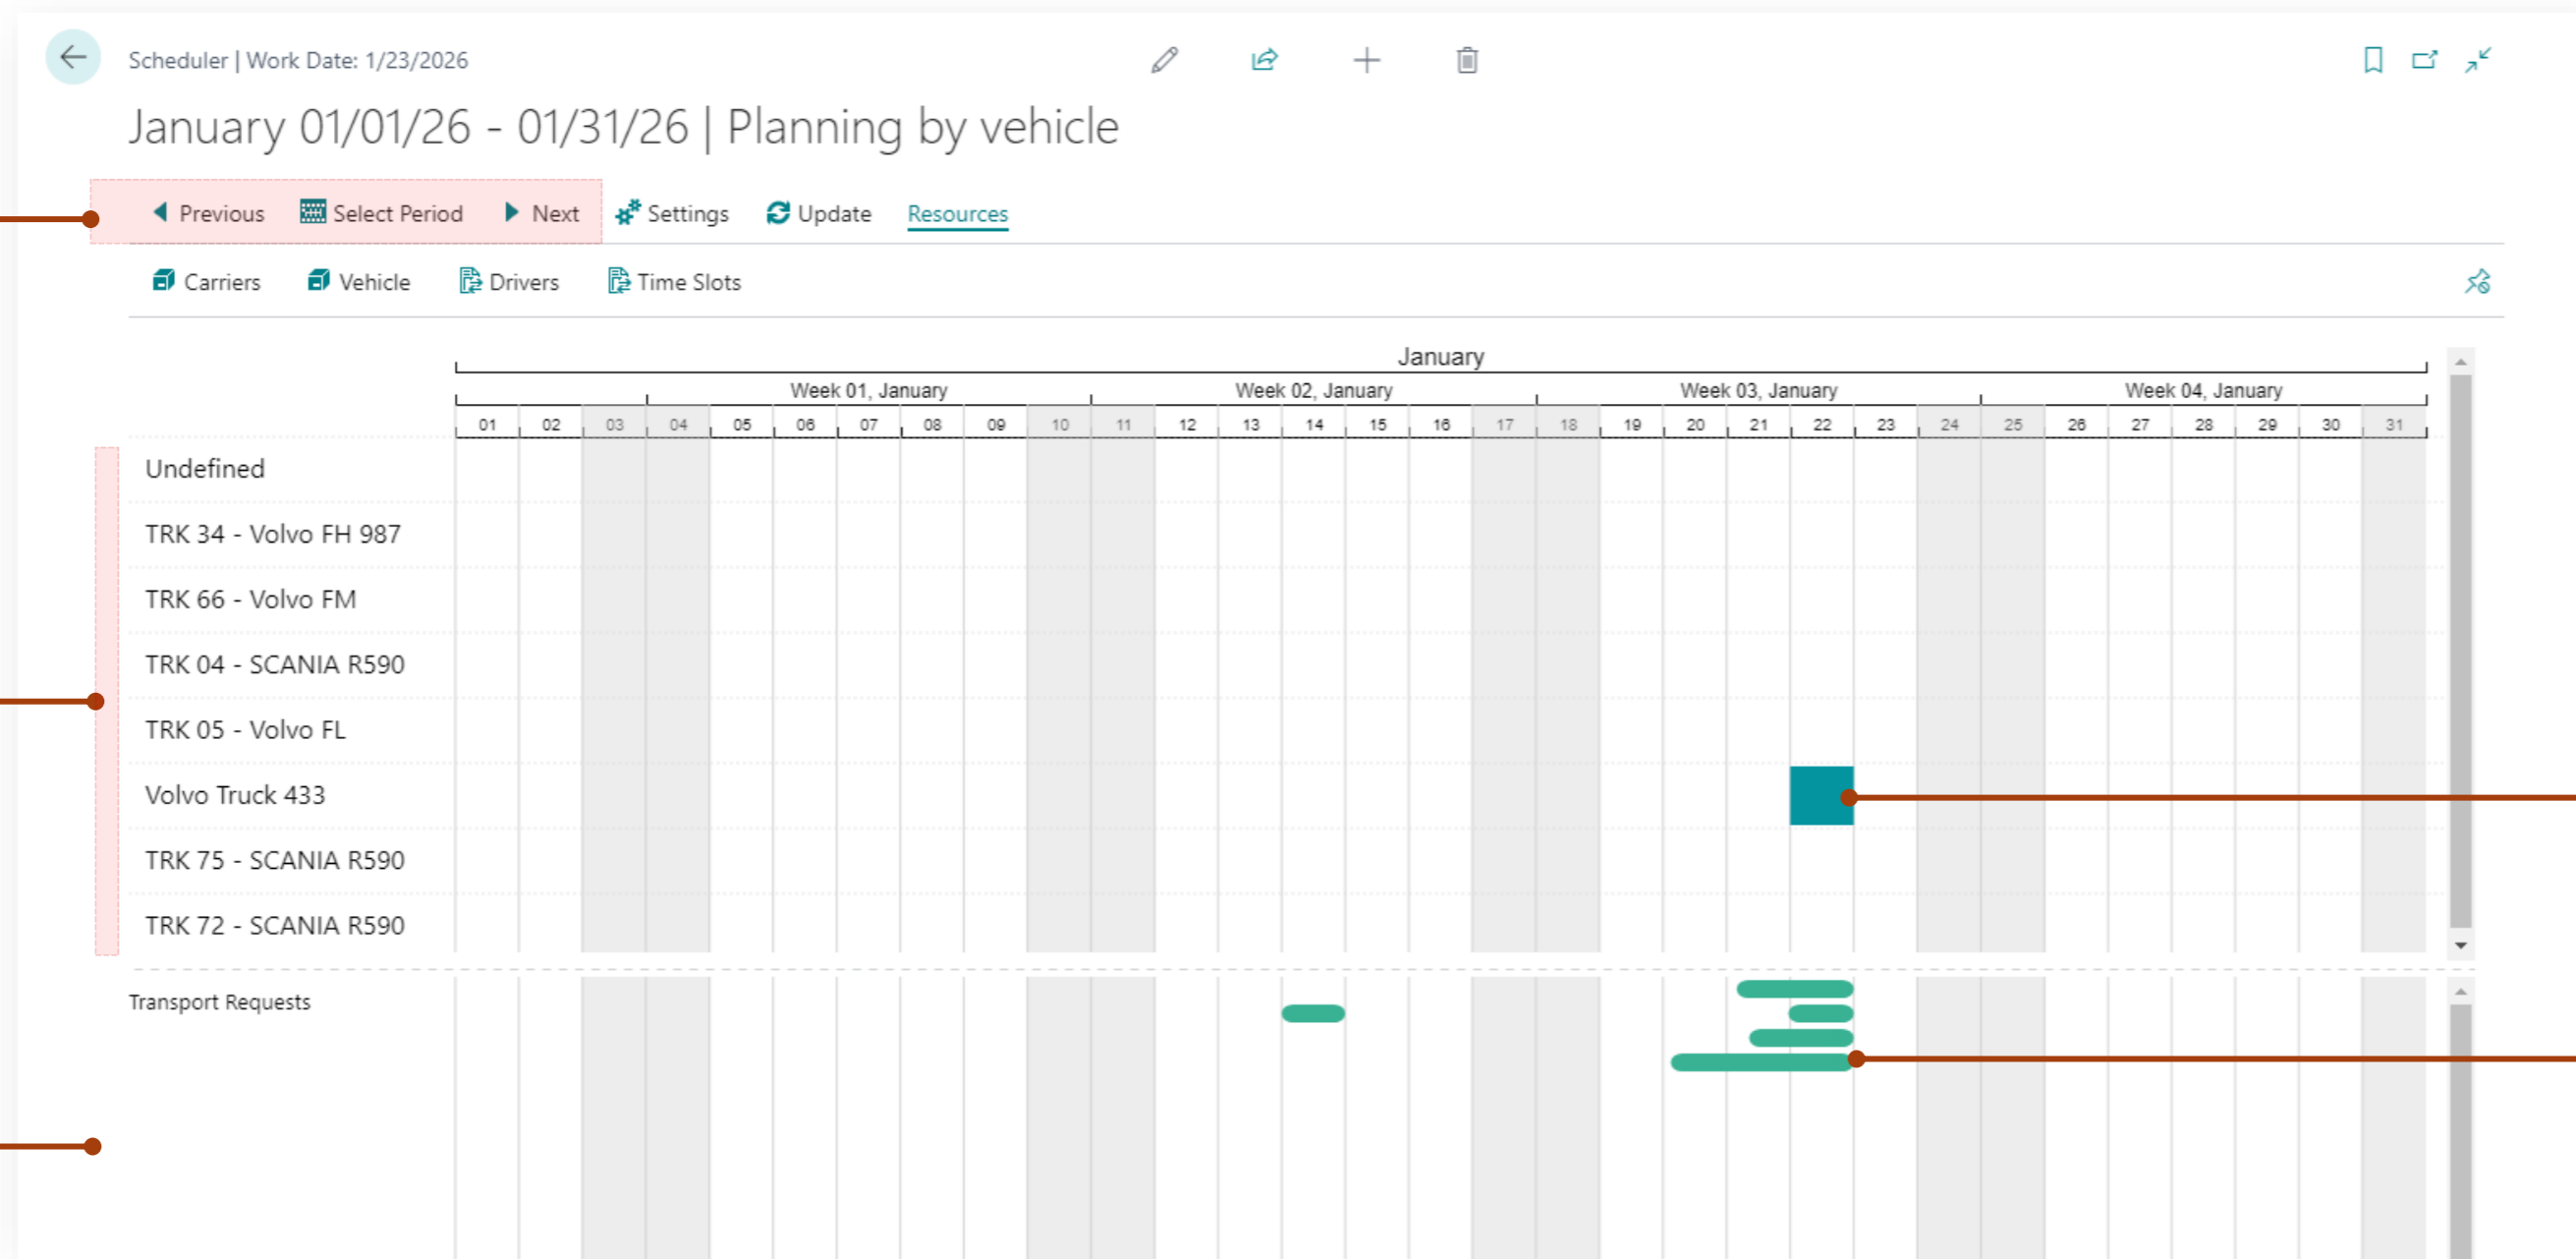 Scheduler | Work Date: 1/23/2026
January 01/01/26 - 01/31/26 | Planning by vehicle
Previous Select Period Next Settings Update Resources
Carriers Vehicle Drivers Time Slots
January
Week 01, January Week 02, January Week 03, January Week 04, January
01 02 03 04 05 06 07 08 09 10 11 12 13 14 15 16 17 18 19 20 21 22 23 24 25 26 27 28 29 30 31
Undefined
TRK 34 - Volvo FH 987
TRK 66 - Volvo FM
TRK 04 - SCANIA R590
TRK 05 - Volvo FL
Volvo Truck 433
TRK 75 - SCANIA R590
TRK 72 - SCANIA R590
Transport Requests